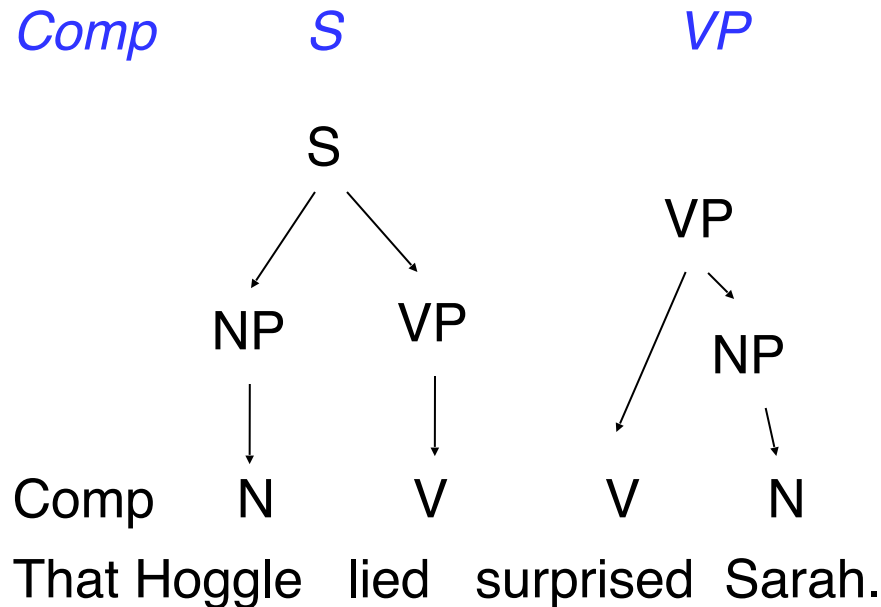 Comp S VP
S
VP
NP VP
NP
Comp N V V N
That Hoggle lied surprised Sarah.